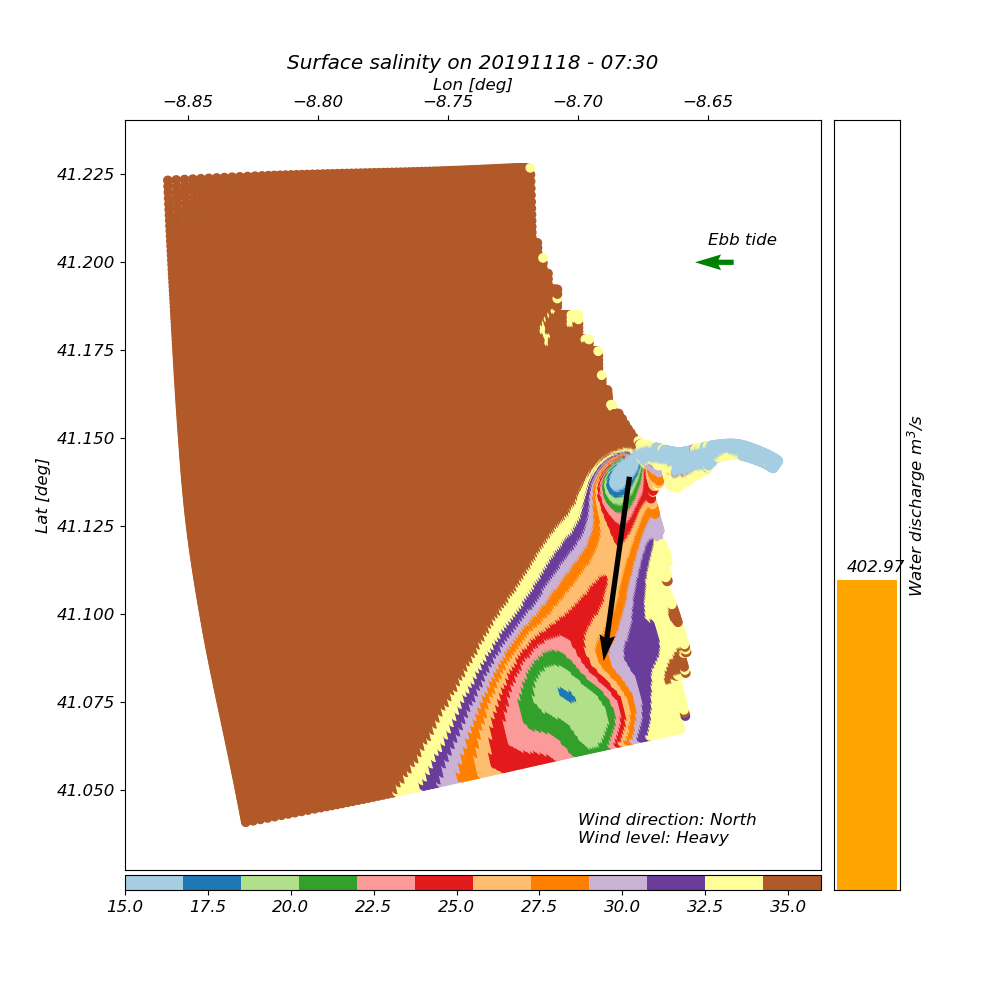 Surface salinity on 20191118 - 07:30
Lon [deg]
−8.85 −8.80 −8.75 −8.70 −8.65
41.225
41.200
41.175
41.150
41.125
41.100
41.075
41.050
Lat [deg]
Ebb tide
Wind direction: North
Wind level: Heavy
402.97
Water discharge m³/s
15.0 17.5 20.0 22.5 25.0 27.5 30.0 32.5 35.0